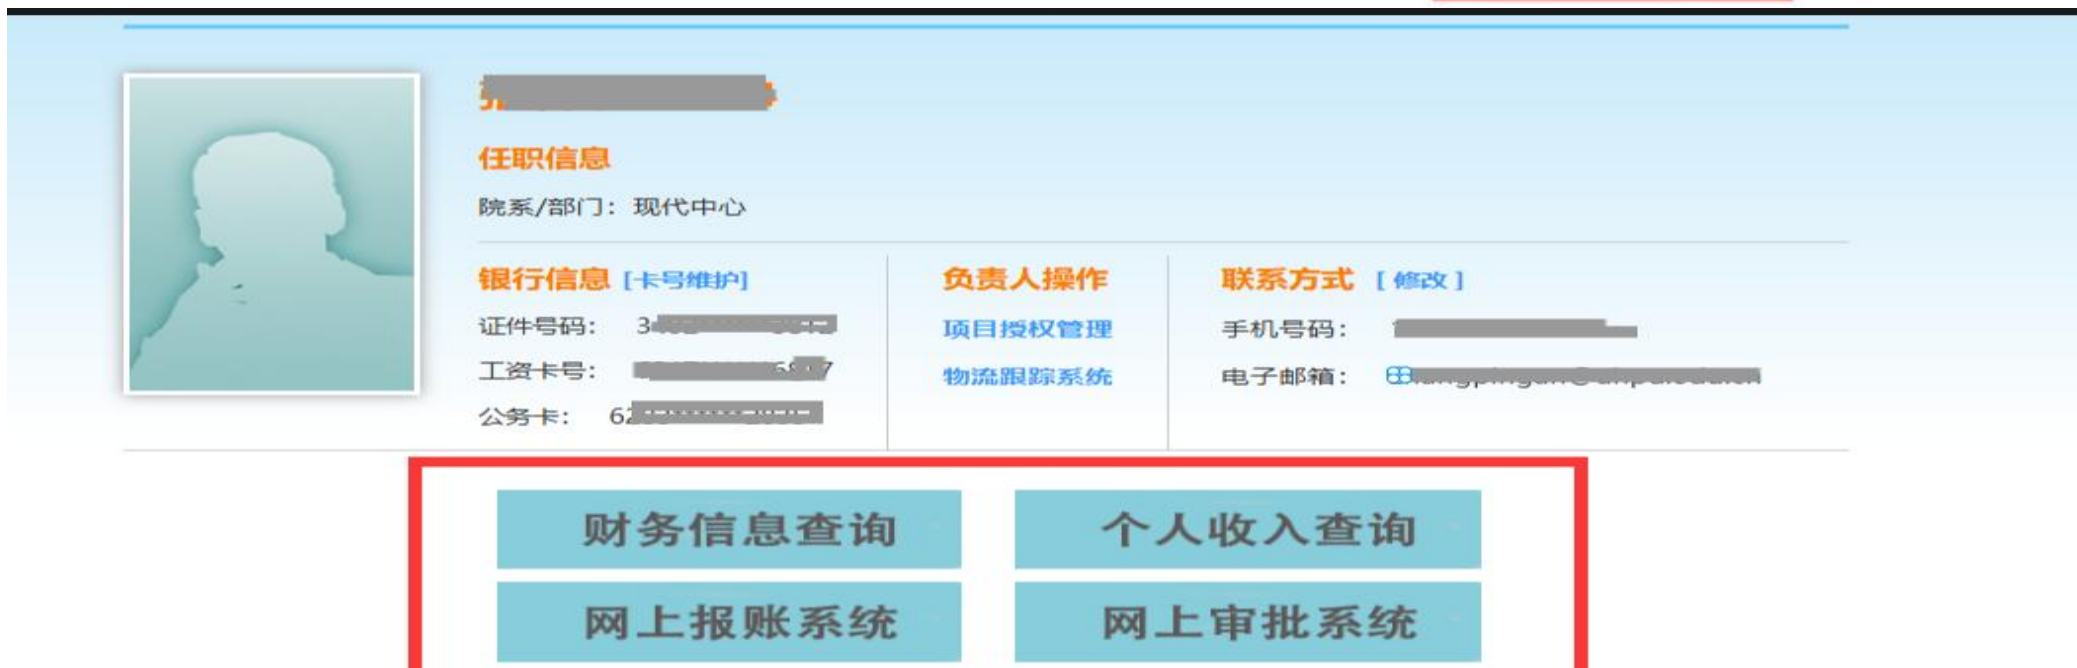 任职信息
院系/部门：现代中心
银行信息 [卡号维护]
证件号码： 3
工资卡号：
公务卡： 62
负责人操作
项目授权管理
物流跟踪系统
联系方式 [ 修改 ]
手机号码：
电子邮箱：
财务信息查询
个人收入查询
网上报账系统
网上审批系统